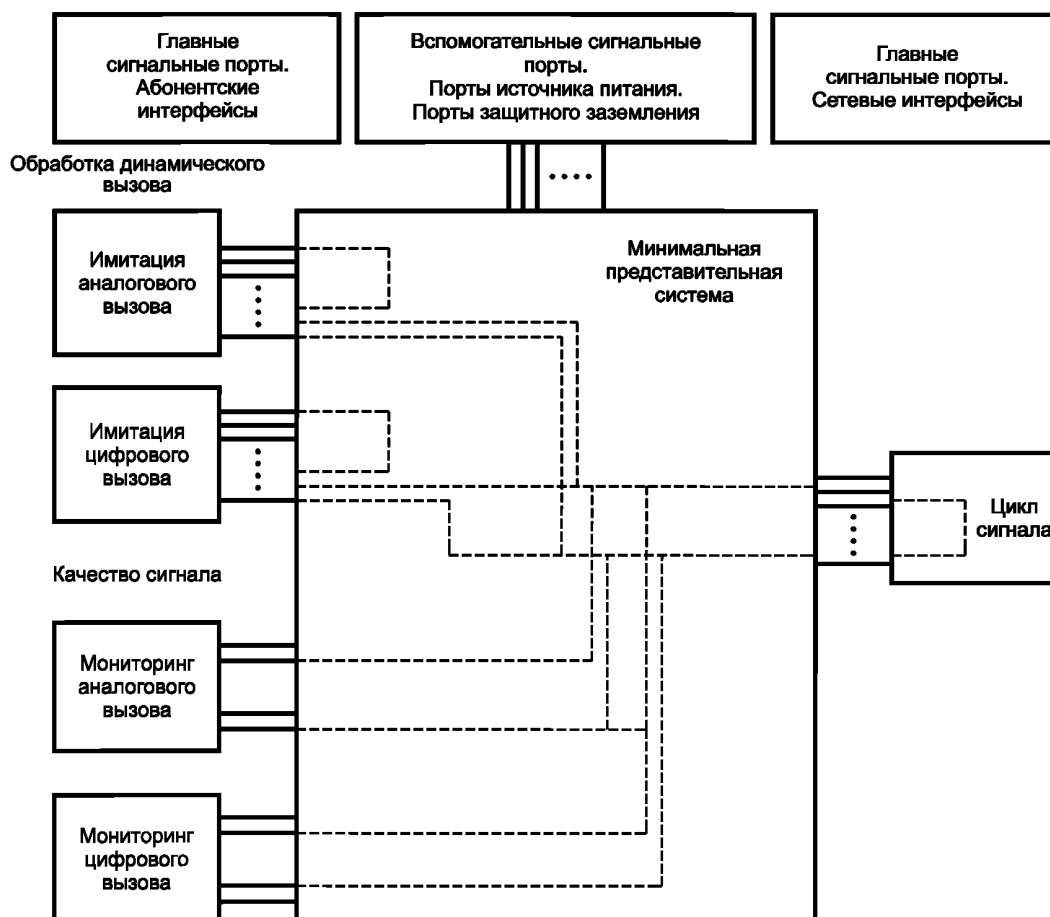 Главные
сигнальные порты.
Абонентские
интерфейсы
Вспомогательные сигнальные
порты.
Порты источника питания.
Порты защитного заземления
Главные
сигнальные порты.
Сетевые интерфейсы
Обработка динамического
вызова
Имитация
аналогового
вызова
Минимальная
представительная
система
Имитация
цифрового
вызова
Цикл
сигнала
Качество сигнала
Мониторинг
аналогового
вызова
Мониторинг
цифрового
вызова